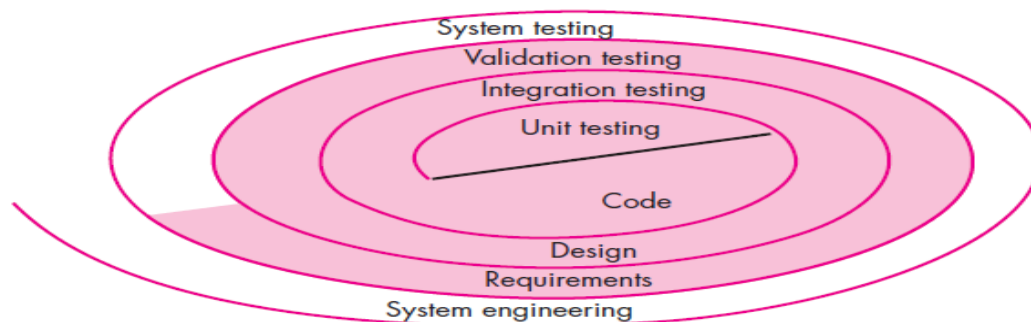 System testing
Validation testing
Integration testing
Unit testing
Code
Design
Requirements
System engineering